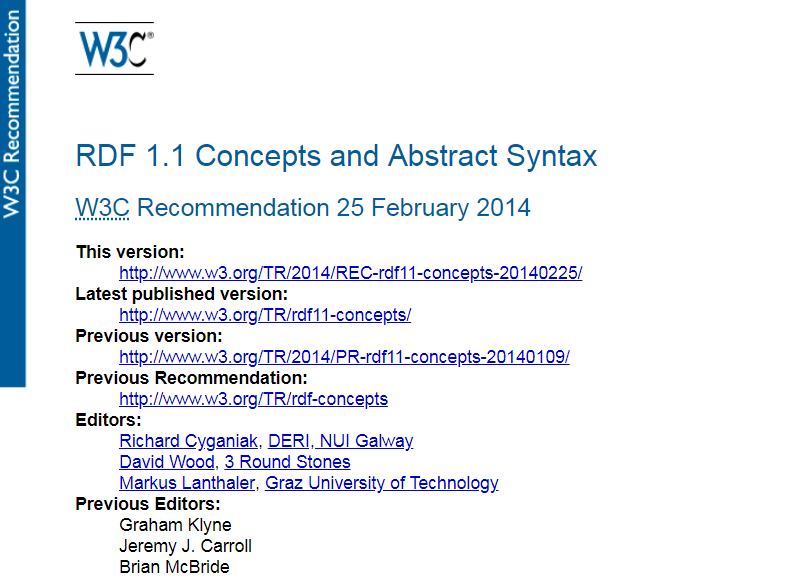 W3C Recommendation
W3C®
RDF 1.1 Concepts and Abstract Syntax
W3C Recommendation 25 February 2014
This version:
http://www.w3.org/TR/2014/REC-rdf11-concepts-20140225/
Latest published version:
http://www.w3.org/TR/rdf11-concepts/
Previous version:
http://www.w3.org/TR/2014/PR-rdf11-concepts-20140109/
Previous Recommendation:
http://www.w3.org/TR/rdf-concepts
Editors:
Richard Cyganiak, DERI, NUI Galway
David Wood, 3 Round Stones
Markus Lanthaler, Graz University of Technology
Previous Editors:
Graham Klyne
Jeremy J. Carroll
Brian McBride